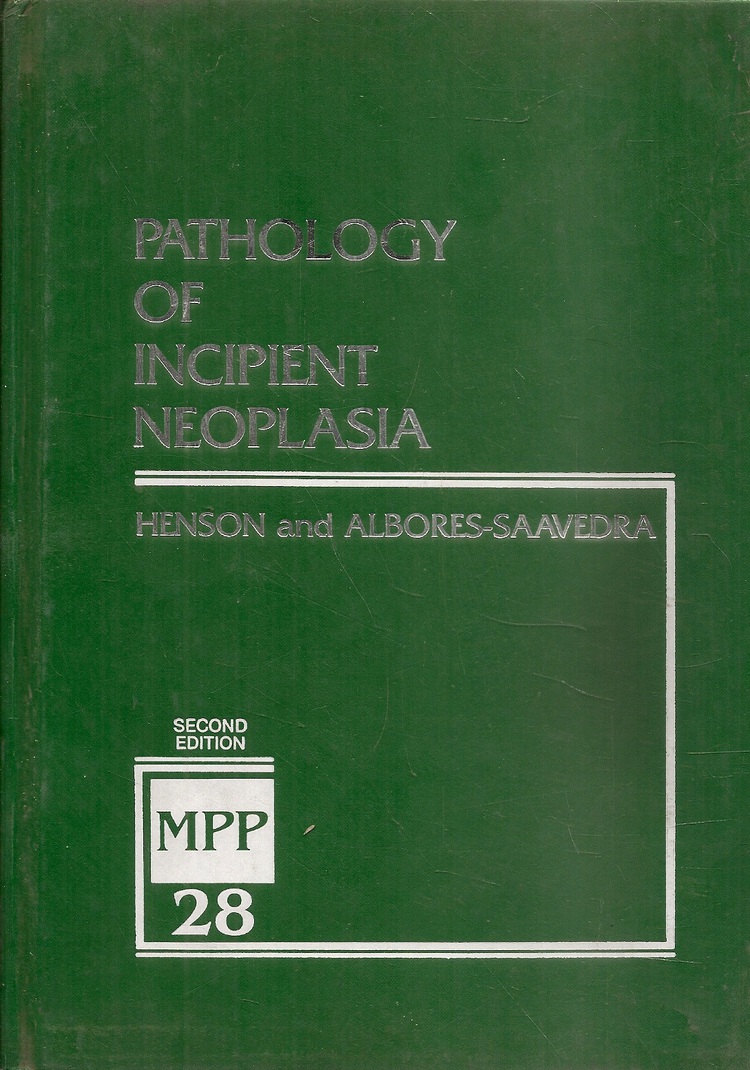 PATHOLOGY
OF
INCIPIENT
NEOPLASIA
HENSON and ALBORES-SAAVEDRA
SECOND
EDITION
MPP
28